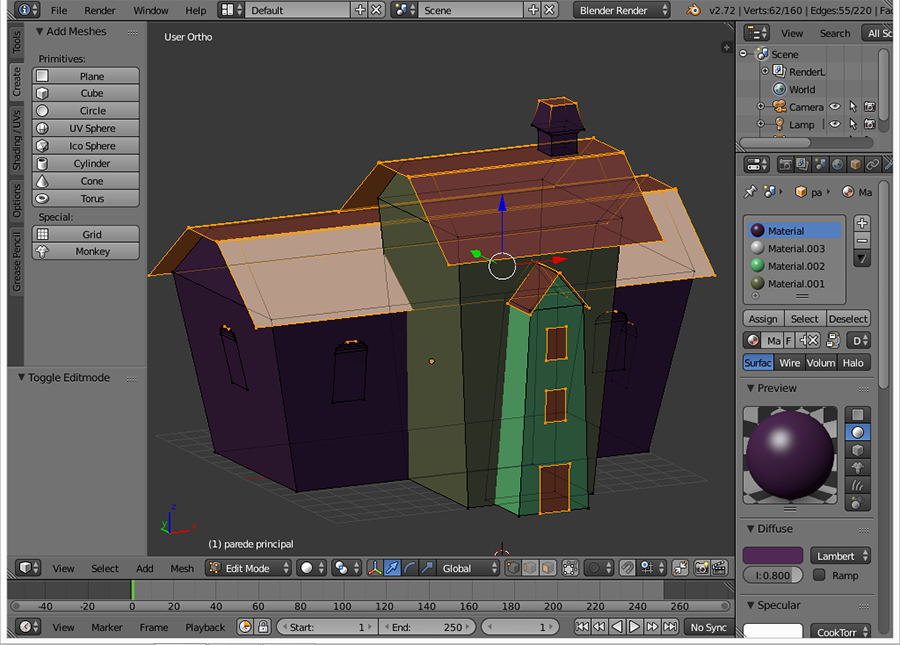 File Render Window Help Default Scene Blender Render v2.72 | Verts:62/160 | Edges:55/220 |
Tools
Create
Shading / UVs
Options
Grease Pencil
Add Meshes
Primitives:
Plane
Cube
Circle
UV Sphere
Ico Sphere
Cylinder
Cone
Torus
Special:
Grid
Monkey
Toggle Editmode
User Ortho
z
y
x
(1) parede principal
View Select Add Mesh Edit Mode Global
-40 -20 0 20 40 60 80 100 120 140 160 180 200 220 240 260
View Marker Frame Playback Start: 1 End: 250 1 No Sync
View Search All Sc
Scene
RenderL
World
Camera
Lamp
pa Ma
Material
Material.003
Material.002
Material.001
Assign Select Deselect
Ma F D
Surfac Wire Volum Halo
Preview
Diffuse
Lambert
I: 0.800 Ramp
Specular
CookTorr